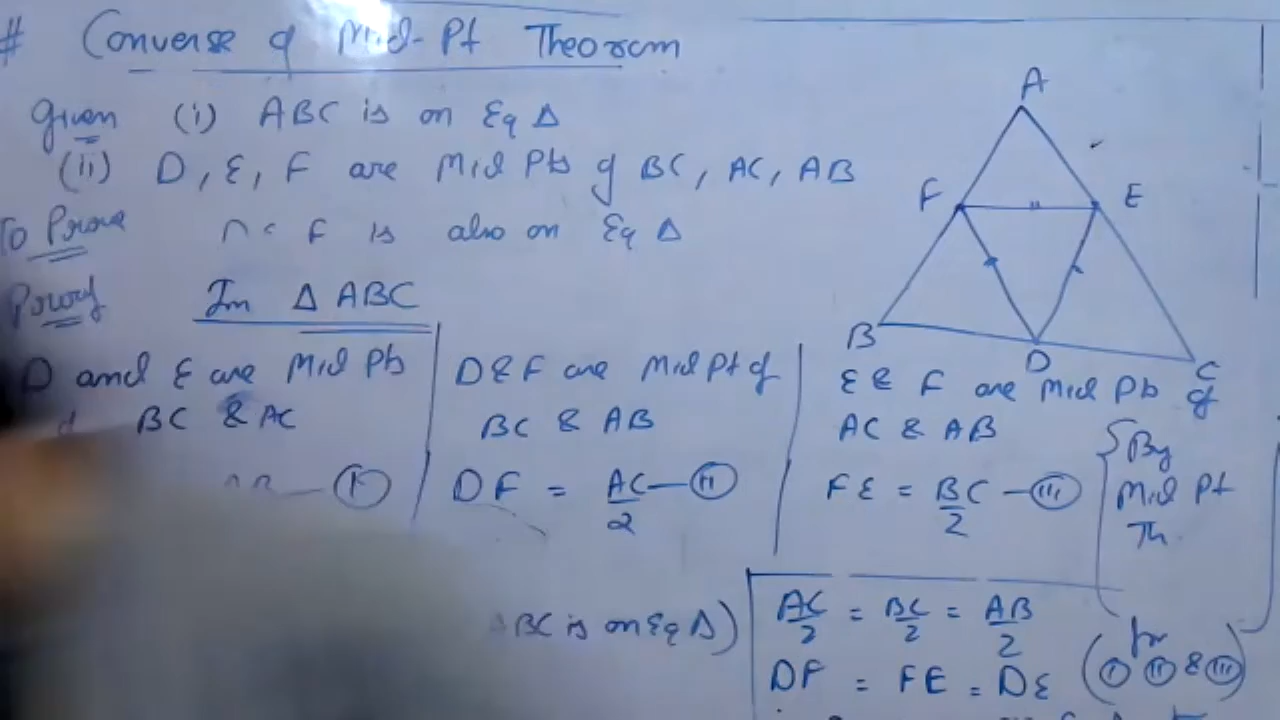 # Converse of Mid-Pt Theorem
Given (i) ABC is an Eq Δ
(ii) D, E, F are Mid Pts of BC, AC, AB
To Prove F is also an Eq Δ
Proof In Δ ABC
D and E are Mid Pts
BC & AC
AB — (I)
D & F are Mid Pt of
BC & AB
DF = AC/2 — (II)
E & F are Mid Pts of
AC & AB
FE = BC/2 — (III)
{ By
Mid Pt
Th.
ABC is an Eq Δ)
AC/2 = BC/2 = AB/2
DF = FE = DE (fr (I) (II) & (III))
A
F
E
B
D
C